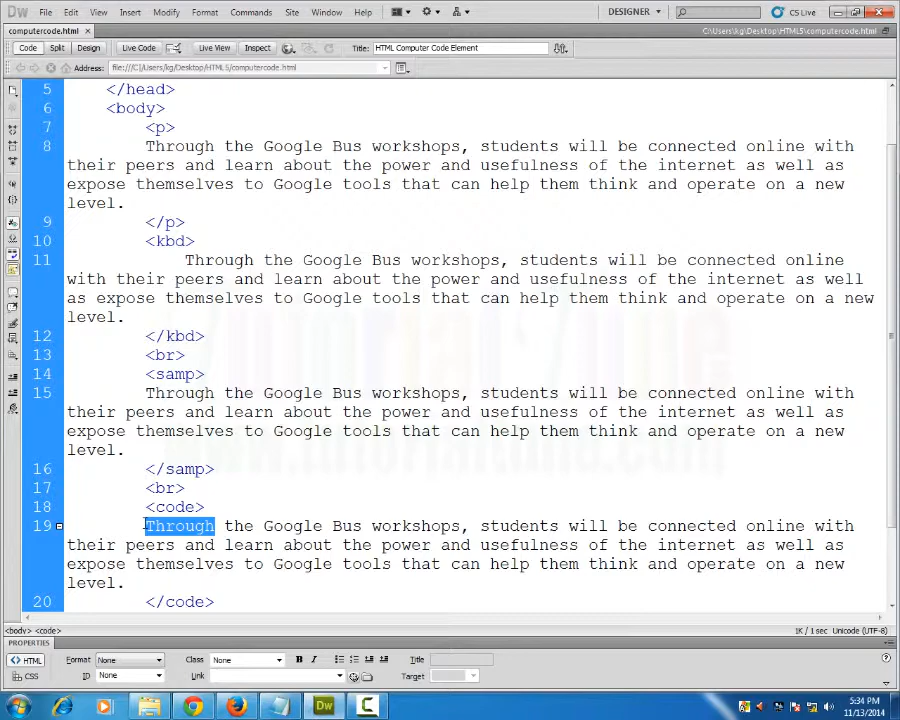 Dw File Edit View Insert Modify Format Commands Site Window Help DESIGNER CS Live
computercode.html × C:\Users\kg\Desktop\HTML5\computercode.html
Code Split Design Live Code Live View Inspect Title: HTML Computer Code Element
Address: file:///C|/Users/kg/Desktop/HTML5/computercode.html
5 </head>
6 <body>
7 <p>
8 Through the Google Bus workshops, students will be connected online with
their peers and learn about the power and usefulness of the internet as well as
expose themselves to Google tools that can help them think and operate on a new
level.
9 </p>
10 <kbd>
11 Through the Google Bus workshops, students will be connected online
with their peers and learn about the power and usefulness of the internet as well
as expose themselves to Google tools that can help them think and operate on a new
level.
12 </kbd>
13 <br>
14 <samp>
15 Through the Google Bus workshops, students will be connected online with
their peers and learn about the power and usefulness of the internet as well as
expose themselves to Google tools that can help them think and operate on a new
level.
16 </samp>
17 <br>
18 <code>
19 Through the Google Bus workshops, students will be connected online with
their peers and learn about the power and usefulness of the internet as well as
expose themselves to Google tools that can help them think and operate on a new
level.
20 </code>
<body> <code> 1K / 1 sec Unicode (UTF-8)
PROPERTIES
<> HTML Format None Class None B I Title
CSS ID None Link Target
Dw 5:34 PM
11/13/2014